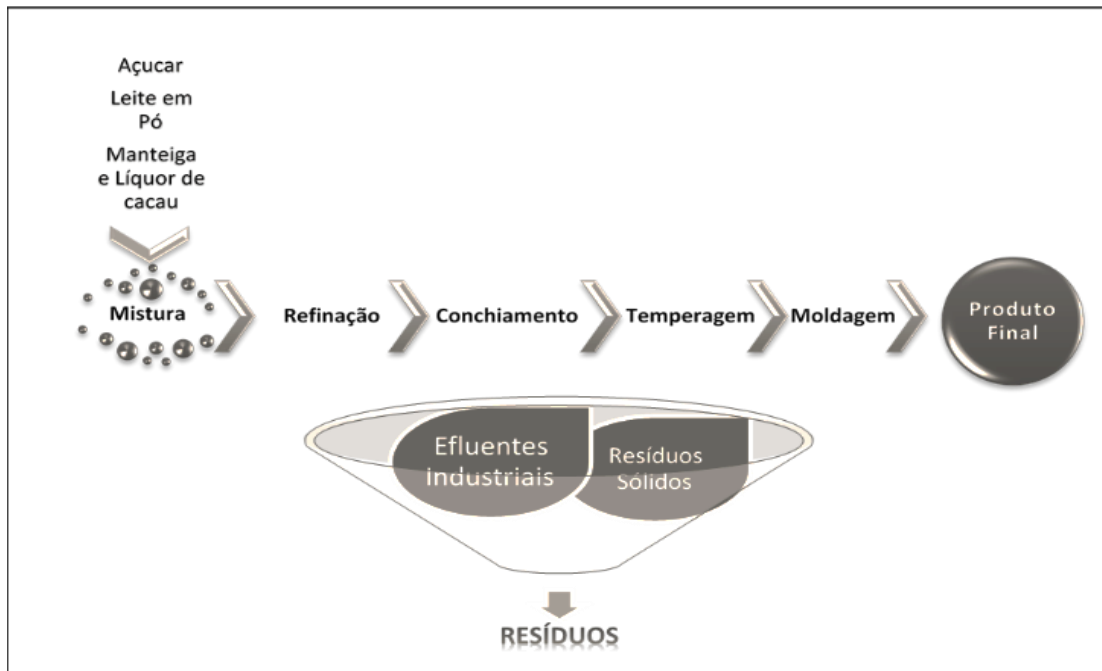 Açucar
Leite em
Pó
Manteiga
e Líquor de
cacau
Mistura
Refinação
Conchiamento
Temperagem
Moldagem
Produto
Final
Efluentes
industriais
Resíduos
Sólidos
RESÍDUOS